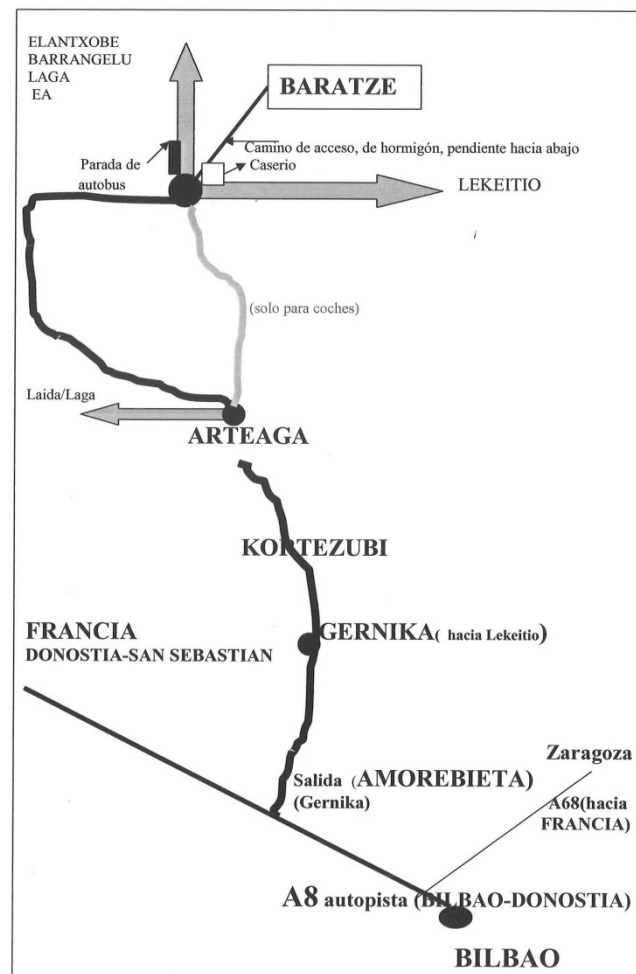 ELANTXOBE
BARRANGELU
LAGA
EA
BARATZE
Camino de acceso, de hormigón, pendiente hacia abajo
Parada de
autobus
Caserio
LEKEITIO
(solo para coches)
Laida/Laga
ARTEAGA
KORTEZUBI
GERNIKA( hacia Lekeitio)
FRANCIA
DONOSTIA-SAN SEBASTIAN
Zaragoza
Salida (AMOREBIETA)
(Gernika)
A68(hacia
FRANCIA)
A8 autopista (BILBAO-DONOSTIA)
BILBAO